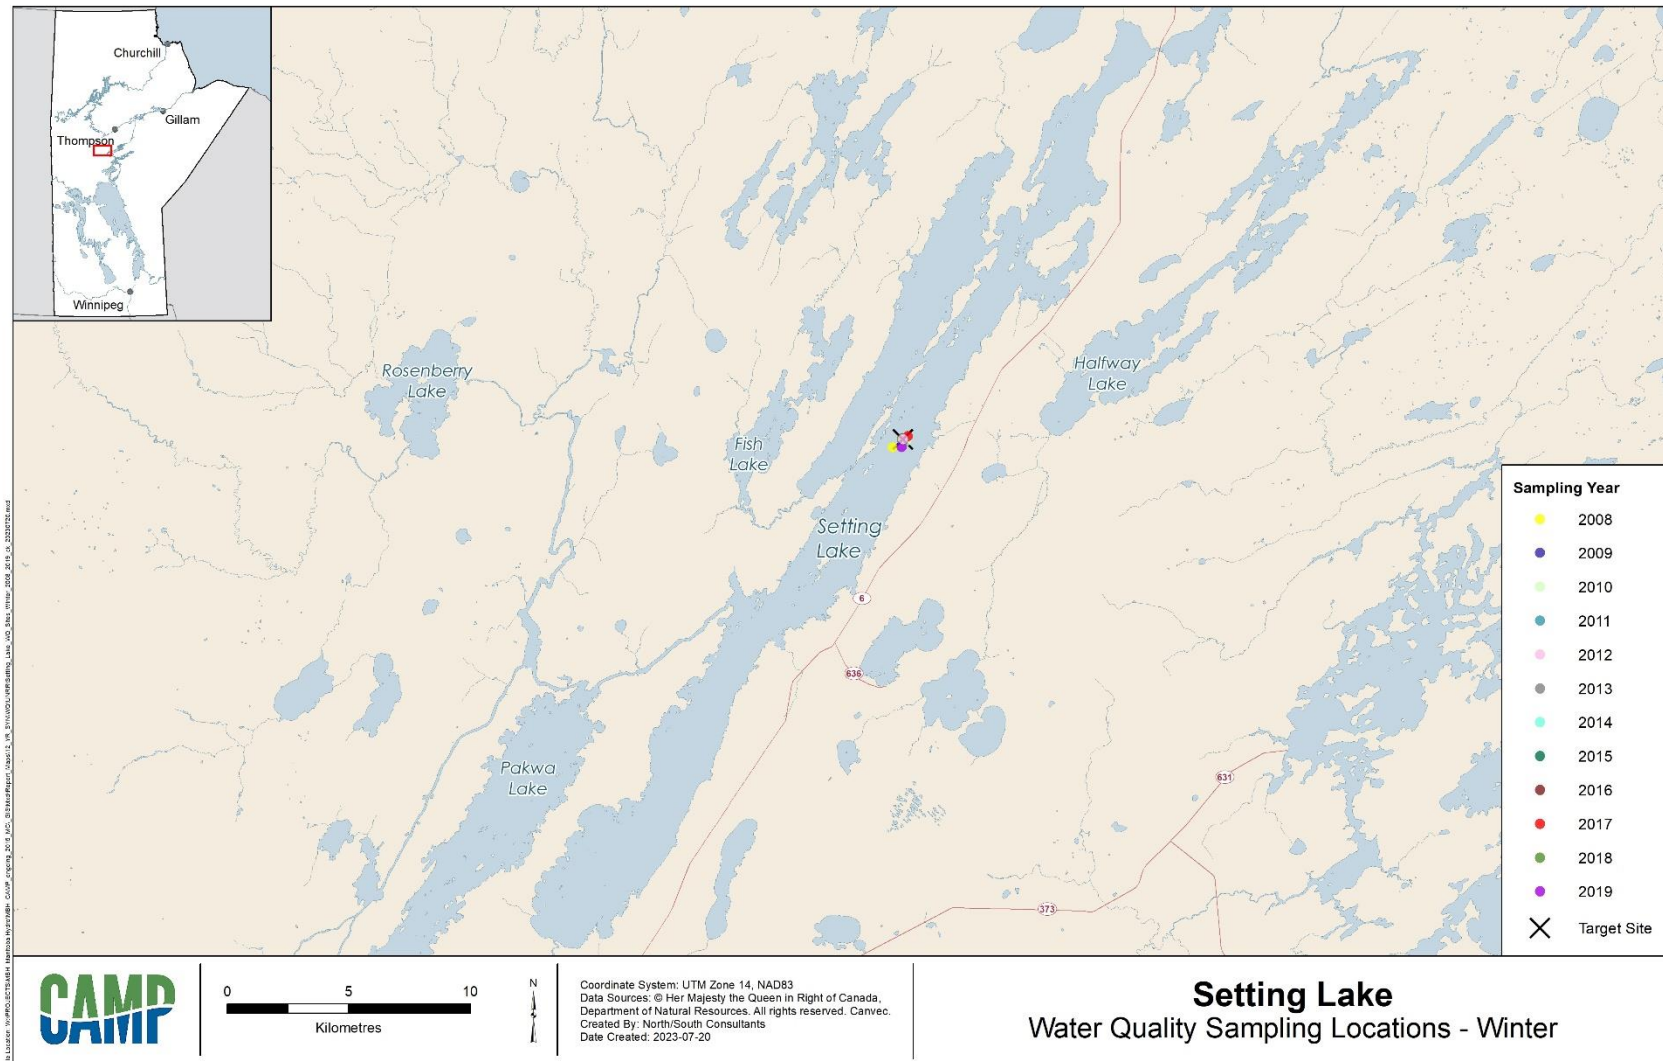 Churchill
Gillam
Thompson
Winnipeg
Rosenberry
Lake
Fish
Lake
Halfway
Lake
Setting
Lake
Pakwa
Lake
6
636
631
373
Sampling Year
2008
2009
2010
2011
2012
2013
2014
2015
2016
2017
2018
2019
Target Site
CAMP
0 5 10
Kilometres
N
Coordinate System: UTM Zone 14, NAD83
Data Sources: © Her Majesty the Queen in Right of Canada,
Department of Natural Resources. All rights reserved. Canvec.
Created By: North/South Consultants
Date Created: 2023-07-20
Setting Lake
Water Quality Sampling Locations - Winter